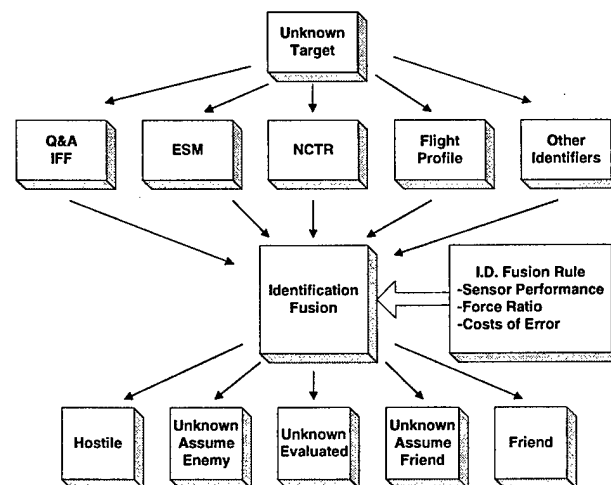 Unknown
Target
Q&A
IFF
ESM
NCTR
Flight
Profile
Other
Identifiers
Identification
Fusion
I.D. Fusion Rule
-Sensor Performance
-Force Ratio
-Costs of Error
Hostile
Unknown
Assume
Enemy
Unknown
Evaluated
Unknown
Assume
Friend
Friend